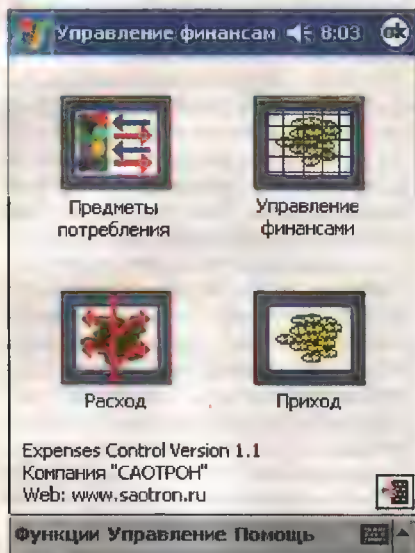 Управление финансам 8:03 ok
Предметы
потребления
Управление
финансами
Расход
Приход
Expenses Control Version 1.1
Компания "САОТРОН"
Web: www.saotron.ru
Функции Управление Помощь